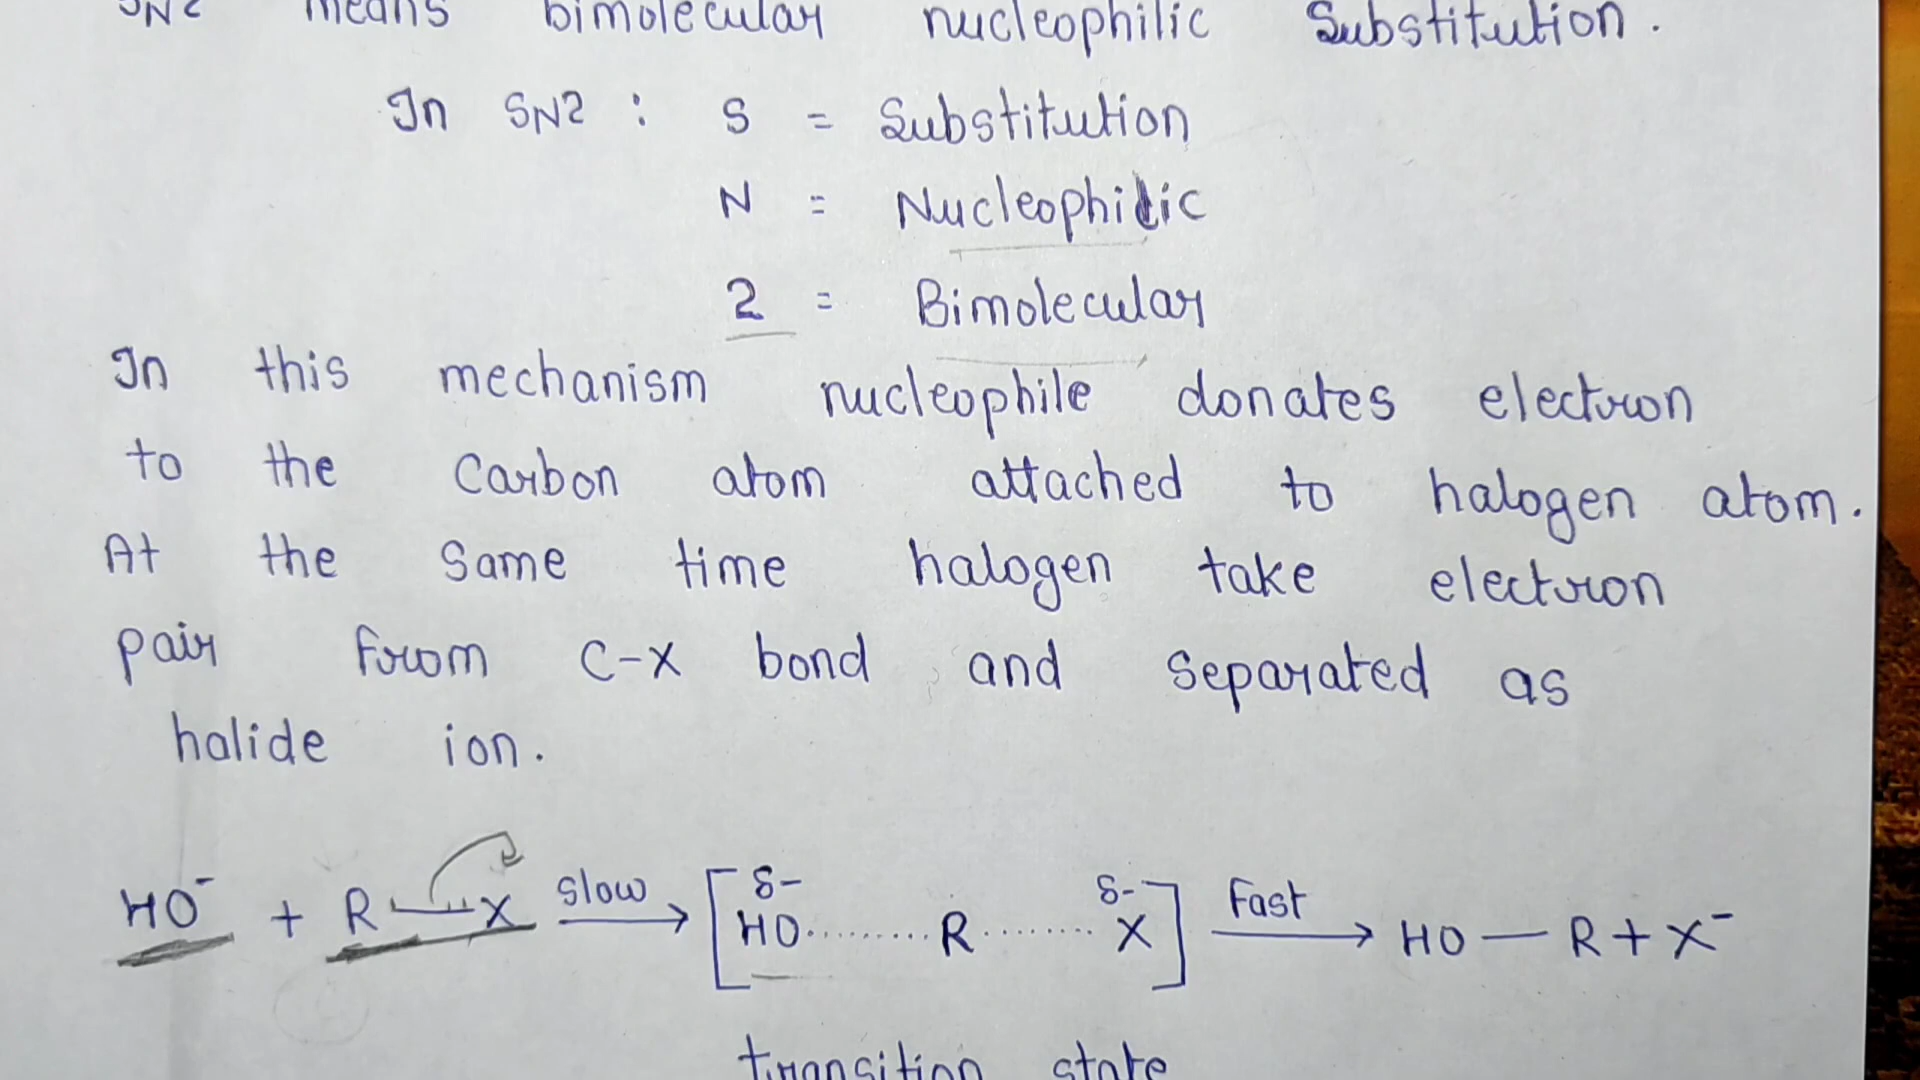 SN2 means bimolecular nucleophilic Substitution.
In SN2 : S = Substitution
N = Nucleophilic
2 = Bimolecular
In this mechanism nucleophile donates electron
to the Carbon atom attached to halogen atom.
At the Same time halogen take electron
pair from C-X bond and Separated as
halide ion.
HO⁻ + R—X slow→ [δ- HO........R........X δ-] Fast→ HO — R + X⁻
transition state